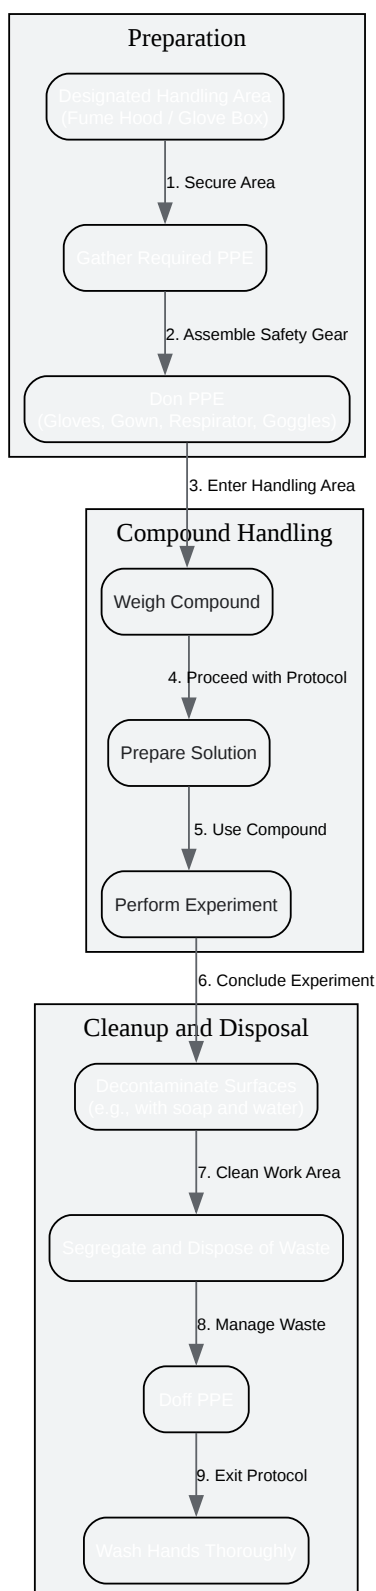 Preparation
Designated Handling Area
(Fume Hood / Glove Box)
1. Secure Area
Gather Required PPE
2. Assemble Safety Gear
Don PPE
(Gloves, Gown, Respirator, Goggles)
3. Enter Handling Area
Compound Handling
Weigh Compound
4. Proceed with Protocol
Prepare Solution
5. Use Compound
Perform Experiment
6. Conclude Experiment
Cleanup and Disposal
Decontaminate Surfaces
(e.g., with soap and water)
7. Clean Work Area
Segregate and Dispose of Waste
8. Manage Waste
Doff PPE
9. Exit Protocol
Wash Hands Thoroughly